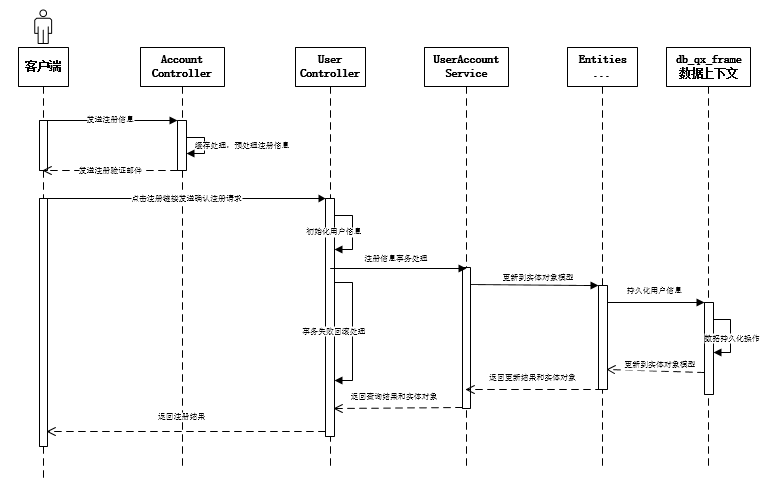 客户端
Account
Controller
User
Controller
UserAccount
Service
Entities
...
db_qx_frame
数据上下文
发送注册信息
缓存处理，预处理注册信息
发送注册验证邮件
点击注册链接发送确认注册请求
初始化用户信息
注册信息事务处理
更新到实体对象模型
持久化用户信息
事务失败回滚处理
数据持久化操作
更新到实体对象模型
返回更新结果和实体对象
返回查询结果和实体对象
返回注册结果